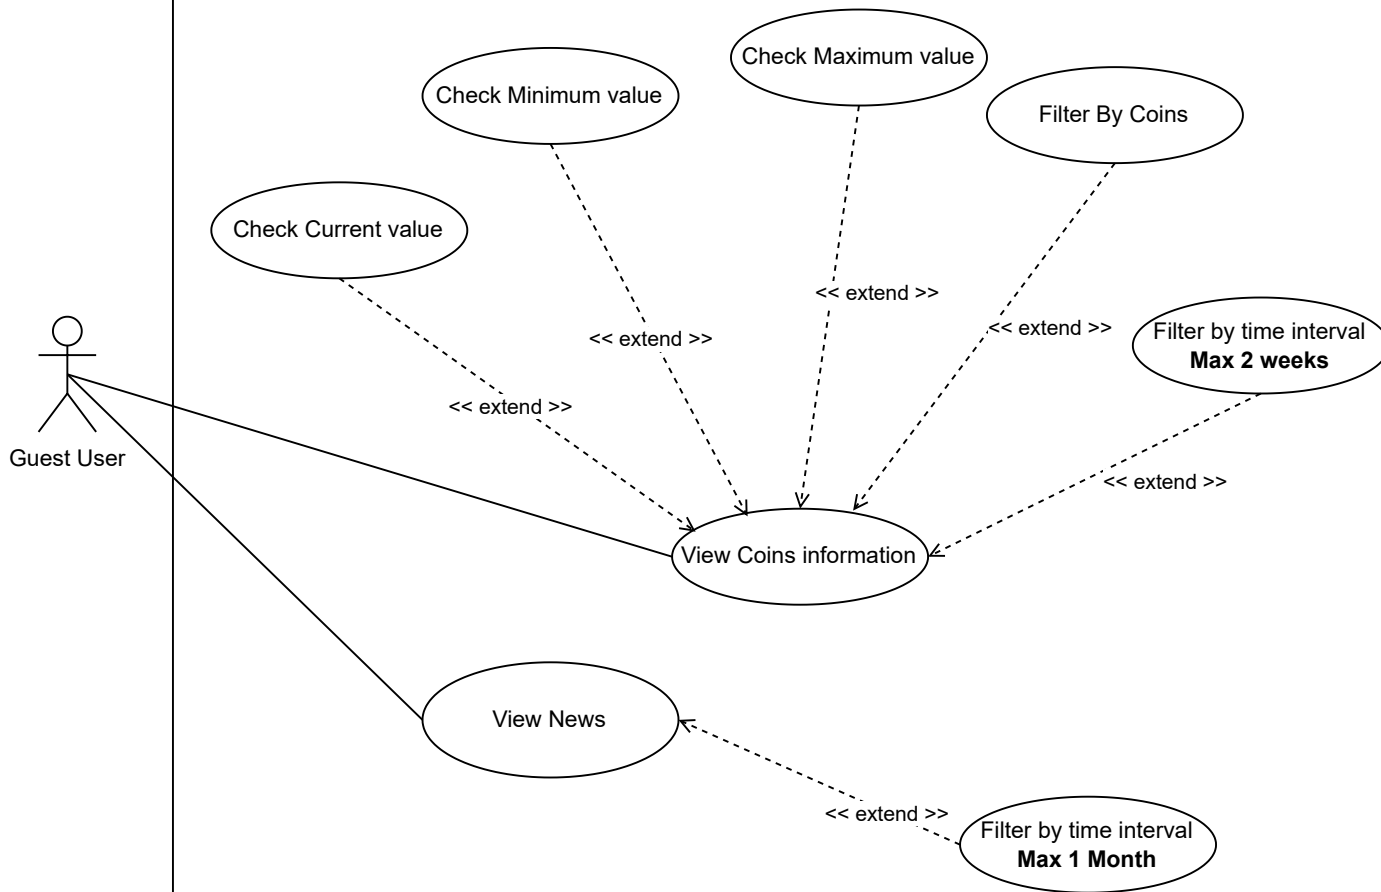 Check Maximum value
Check Minimum value
Filter By Coins
Check Current value
<< extend >>
<< extend >>
<< extend >>
Filter by time interval
Max 2 weeks
<< extend >>
Guest User
<< extend >>
View Coins information
View News
<< extend >>
Filter by time interval
Max 1 Month